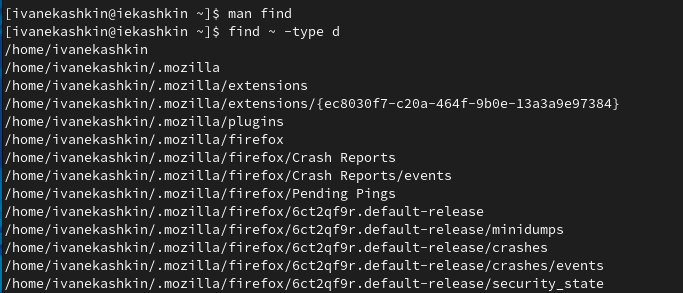 [ivanekashkin@iekashkin ~]$ man find
[ivanekashkin@iekashkin ~]$ find ~ -type d
/home/ivanekashkin
/home/ivanekashkin/.mozilla
/home/ivanekashkin/.mozilla/extensions
/home/ivanekashkin/.mozilla/extensions/{ec8030f7-c20a-464f-9b0e-13a3a9e97384}
/home/ivanekashkin/.mozilla/plugins
/home/ivanekashkin/.mozilla/firefox
/home/ivanekashkin/.mozilla/firefox/Crash Reports
/home/ivanekashkin/.mozilla/firefox/Crash Reports/events
/home/ivanekashkin/.mozilla/firefox/Pending Pings
/home/ivanekashkin/.mozilla/firefox/6ct2qf9r.default-release
/home/ivanekashkin/.mozilla/firefox/6ct2qf9r.default-release/minidumps
/home/ivanekashkin/.mozilla/firefox/6ct2qf9r.default-release/crashes
/home/ivanekashkin/.mozilla/firefox/6ct2qf9r.default-release/crashes/events
/home/ivanekashkin/.mozilla/firefox/6ct2qf9r.default-release/security_state